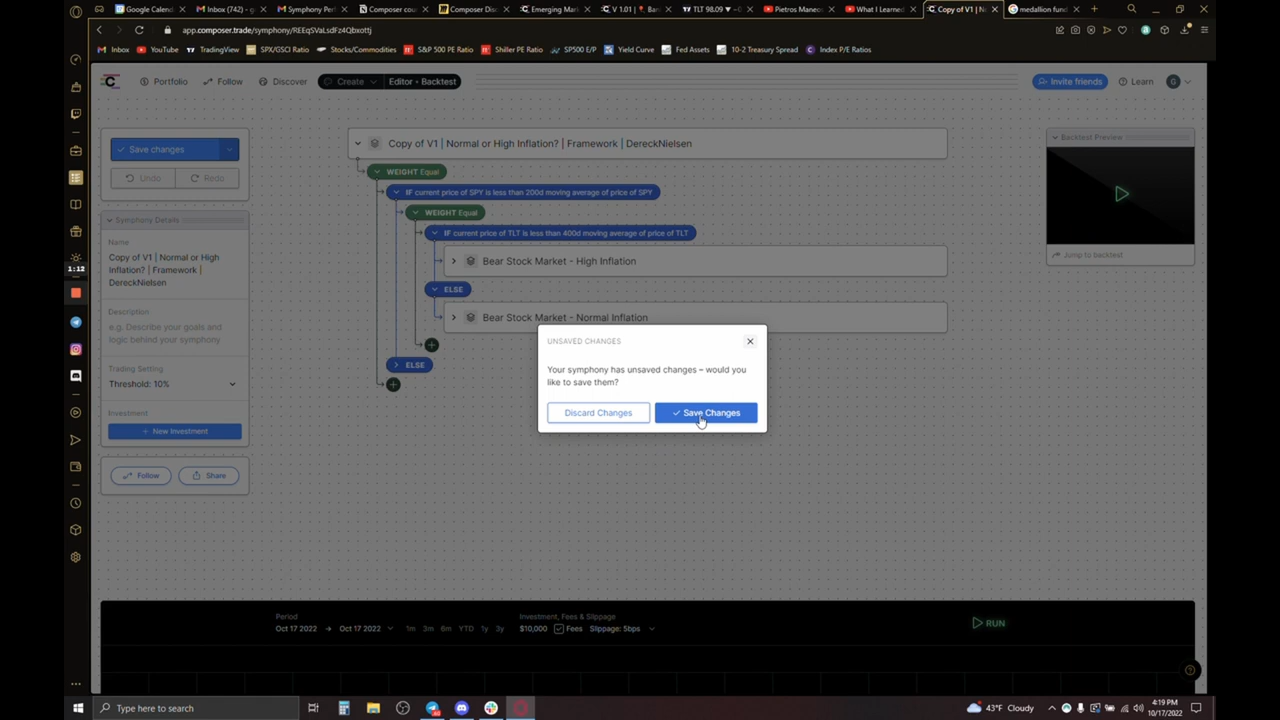 Google Calend
Inbox (742) - g
Symphony Perf
Composer cou
Composer Disc
Emerging Mark
V 1.01 | Ban
TLT 98.09 ▼ −0
Pietros Maneos
What I Learned
Copy of V1 | N
medallion fund
app.composer.trade/symphony/REEqSVaLsdFz4Qbxottj
Inbox
YouTube
TradingView
SPX/GSCI Ratio
Stocks/Commodities
S&P 500 PE Ratio
Shiller PE Ratio
SP500 E/P
Yield Curve
Fed Assets
10-2 Treasury Spread
Index P/E Ratios
Portfolio
Follow
Discover
Create
Editor + Backtest
Invite friends
Learn
G
Save changes
Undo
Redo
Symphony Details
Name
Copy of V1 | Normal or
High Inflation? |
Framework |
DereckNielsen
Description
e.g. Describe your goals and
logic behind your symphony
Trading Setting
Threshold: 10%
Investment
+ New Investment
Follow
Share
1:12
Copy of V1 | Normal or High Inflation? | Framework | DereckNielsen
WEIGHT Equal
IF current price of SPY is less than 200d moving average of price of SPY
WEIGHT Equal
IF current price of TLT is less than 400d moving average of price of TLT
Bear Stock Market - High Inflation
ELSE
Bear Stock Market - Normal Inflation
ELSE
Backtest Preview
Jump to backtest
UNSAVED CHANGES
Your symphony has unsaved changes – would you
like to save them?
Discard Changes
Save Changes
Period
Oct 17 2022 → Oct 17 2022
1m 3m 6m YTD 1y 3y
Investment, Fees & Slippage
$10,000 Fees Slippage: 5bps
RUN
Type here to search
43°F Cloudy
4:19 PM
10/17/2022